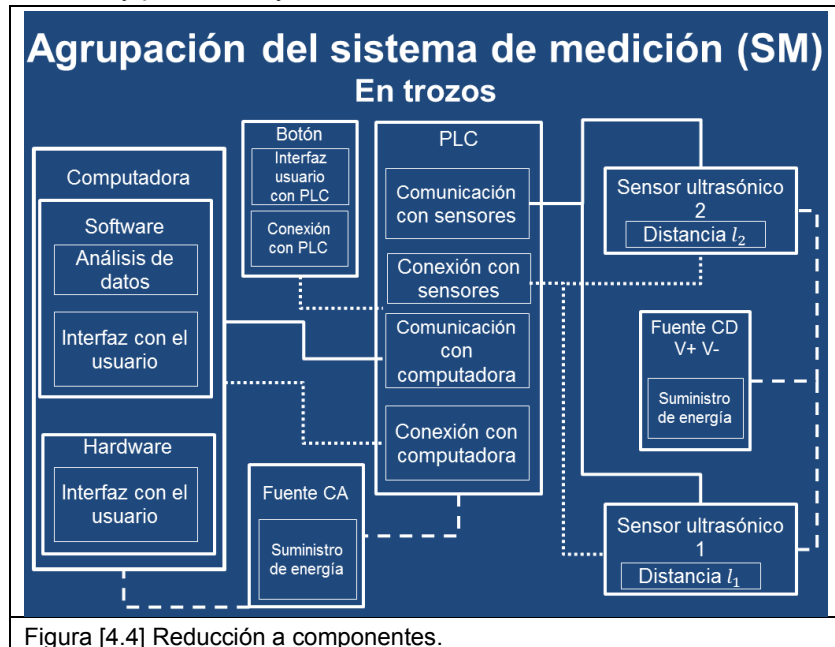 Agrupación del sistema de medición (SM)
En trozos
Computadora
Software
Análisis de
datos
Interfaz con el
usuario
Hardware
Interfaz con el
usuario
Botón
Interfaz
usuario
con PLC
Conexión
con PLC
Fuente CA
Suministro
de energía
PLC
Comunicación
con sensores
Conexión con
sensores
Comunicación
con
computadora
Conexión con
computadora
Sensor ultrasónico
2
Distancia l₂
Fuente CD
V+ V-
Suministro
de energía
Sensor ultrasónico
1
Distancia l₁
Figura [4.4] Reducción a componentes.